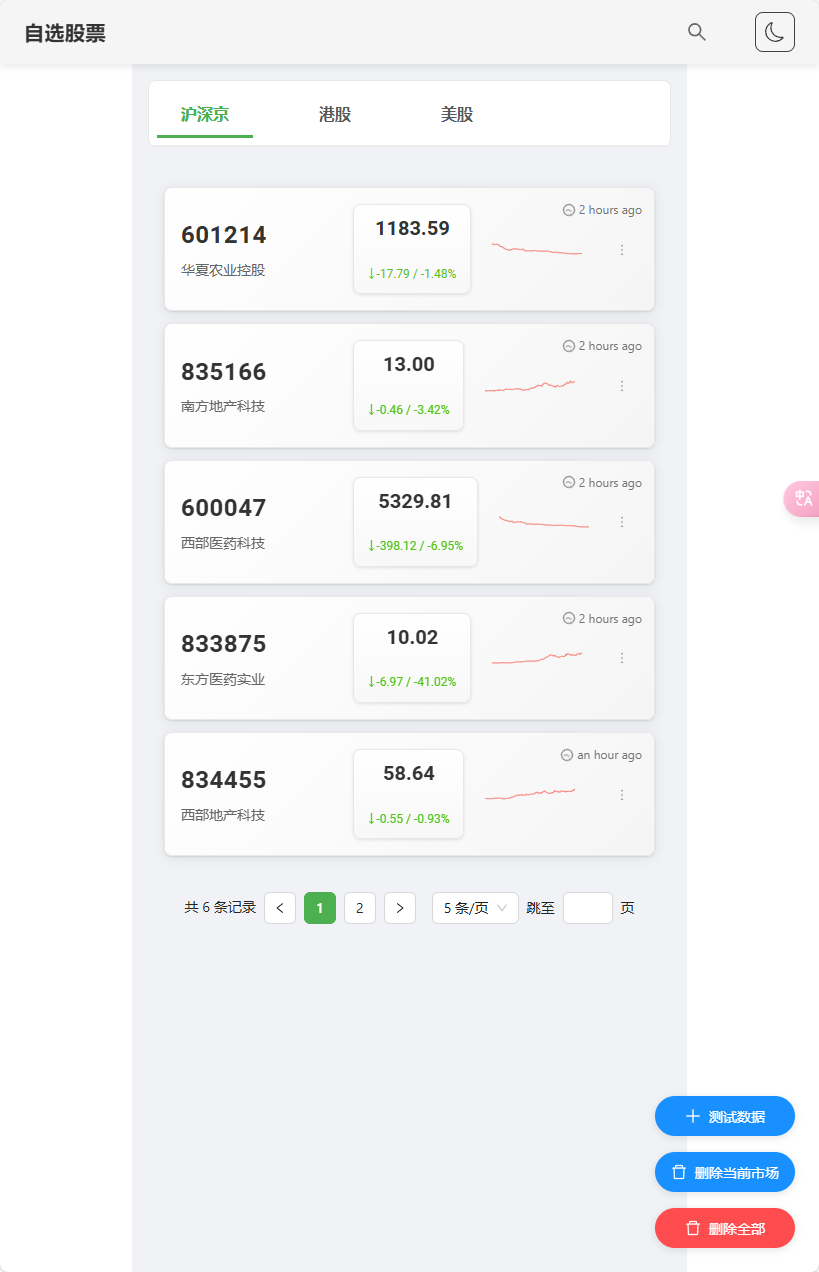 自选股票
沪深京 港股 美股
2 hours ago
601214
1183.59
华夏农业控股
↓-17.79 / -1.48%
2 hours ago
835166
13.00
南方地产科技
↓-0.46 / -3.42%
2 hours ago
600047
5329.81
西部医药科技
↓-398.12 / -6.95%
2 hours ago
833875
10.02
东方医药实业
↓-6.97 / -41.02%
an hour ago
834455
58.64
西部地产科技
↓-0.55 / -0.93%
共 6 条记录 < 1 2 > 5 条/页 跳至 页
测试数据
删除当前市场
删除全部
中A